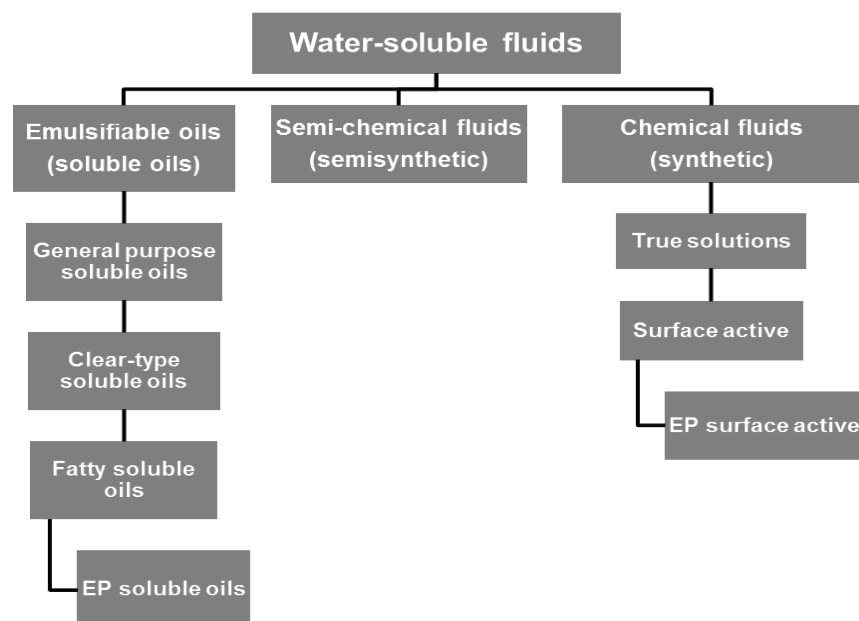 Water-soluble fluids
Emulsifiable oils
(soluble oils)
Semi-chemical fluids
(semisynthetic)
Chemical fluids
(synthetic)
General purpose
soluble oils
True solutions
Clear-type
soluble oils
Surface active
Fatty soluble
oils
EP surface active
EP soluble oils